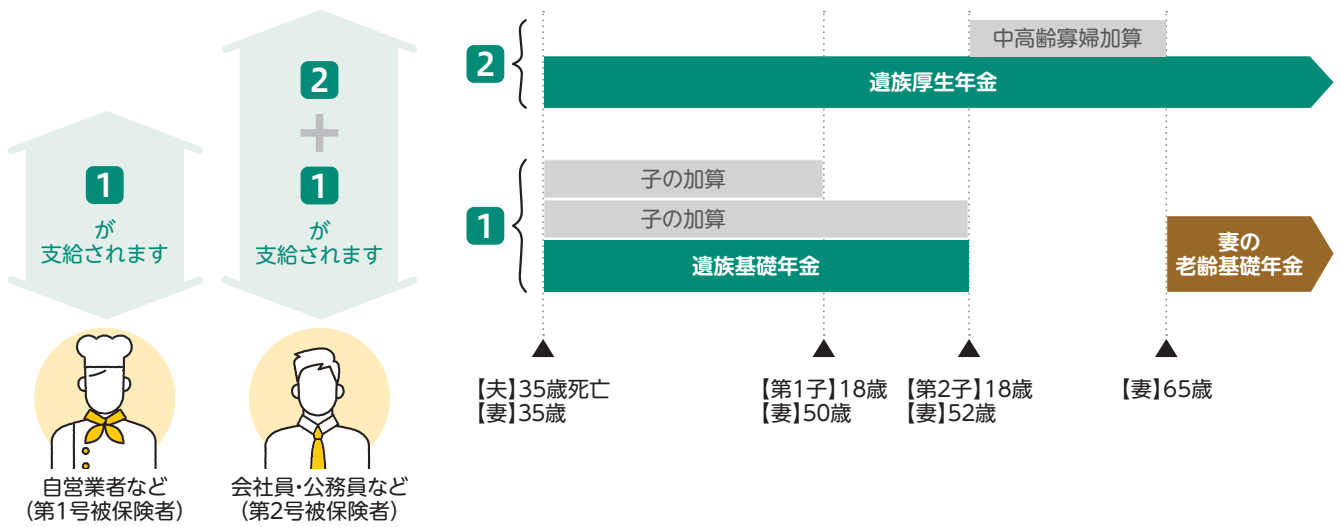 2
+
1
が
支給されます
1
が
支給されます
自営業者など
(第1号被保険者)
会社員・公務員など
(第2号被保険者)
2
中高齢寡婦加算
遺族厚生年金
1
子の加算
子の加算
遺族基礎年金
妻の
老齢基礎年金
【夫】35歳死亡
【妻】35歳
【第1子】18歳
【妻】50歳
【第2子】18歳
【妻】52歳
【妻】65歳